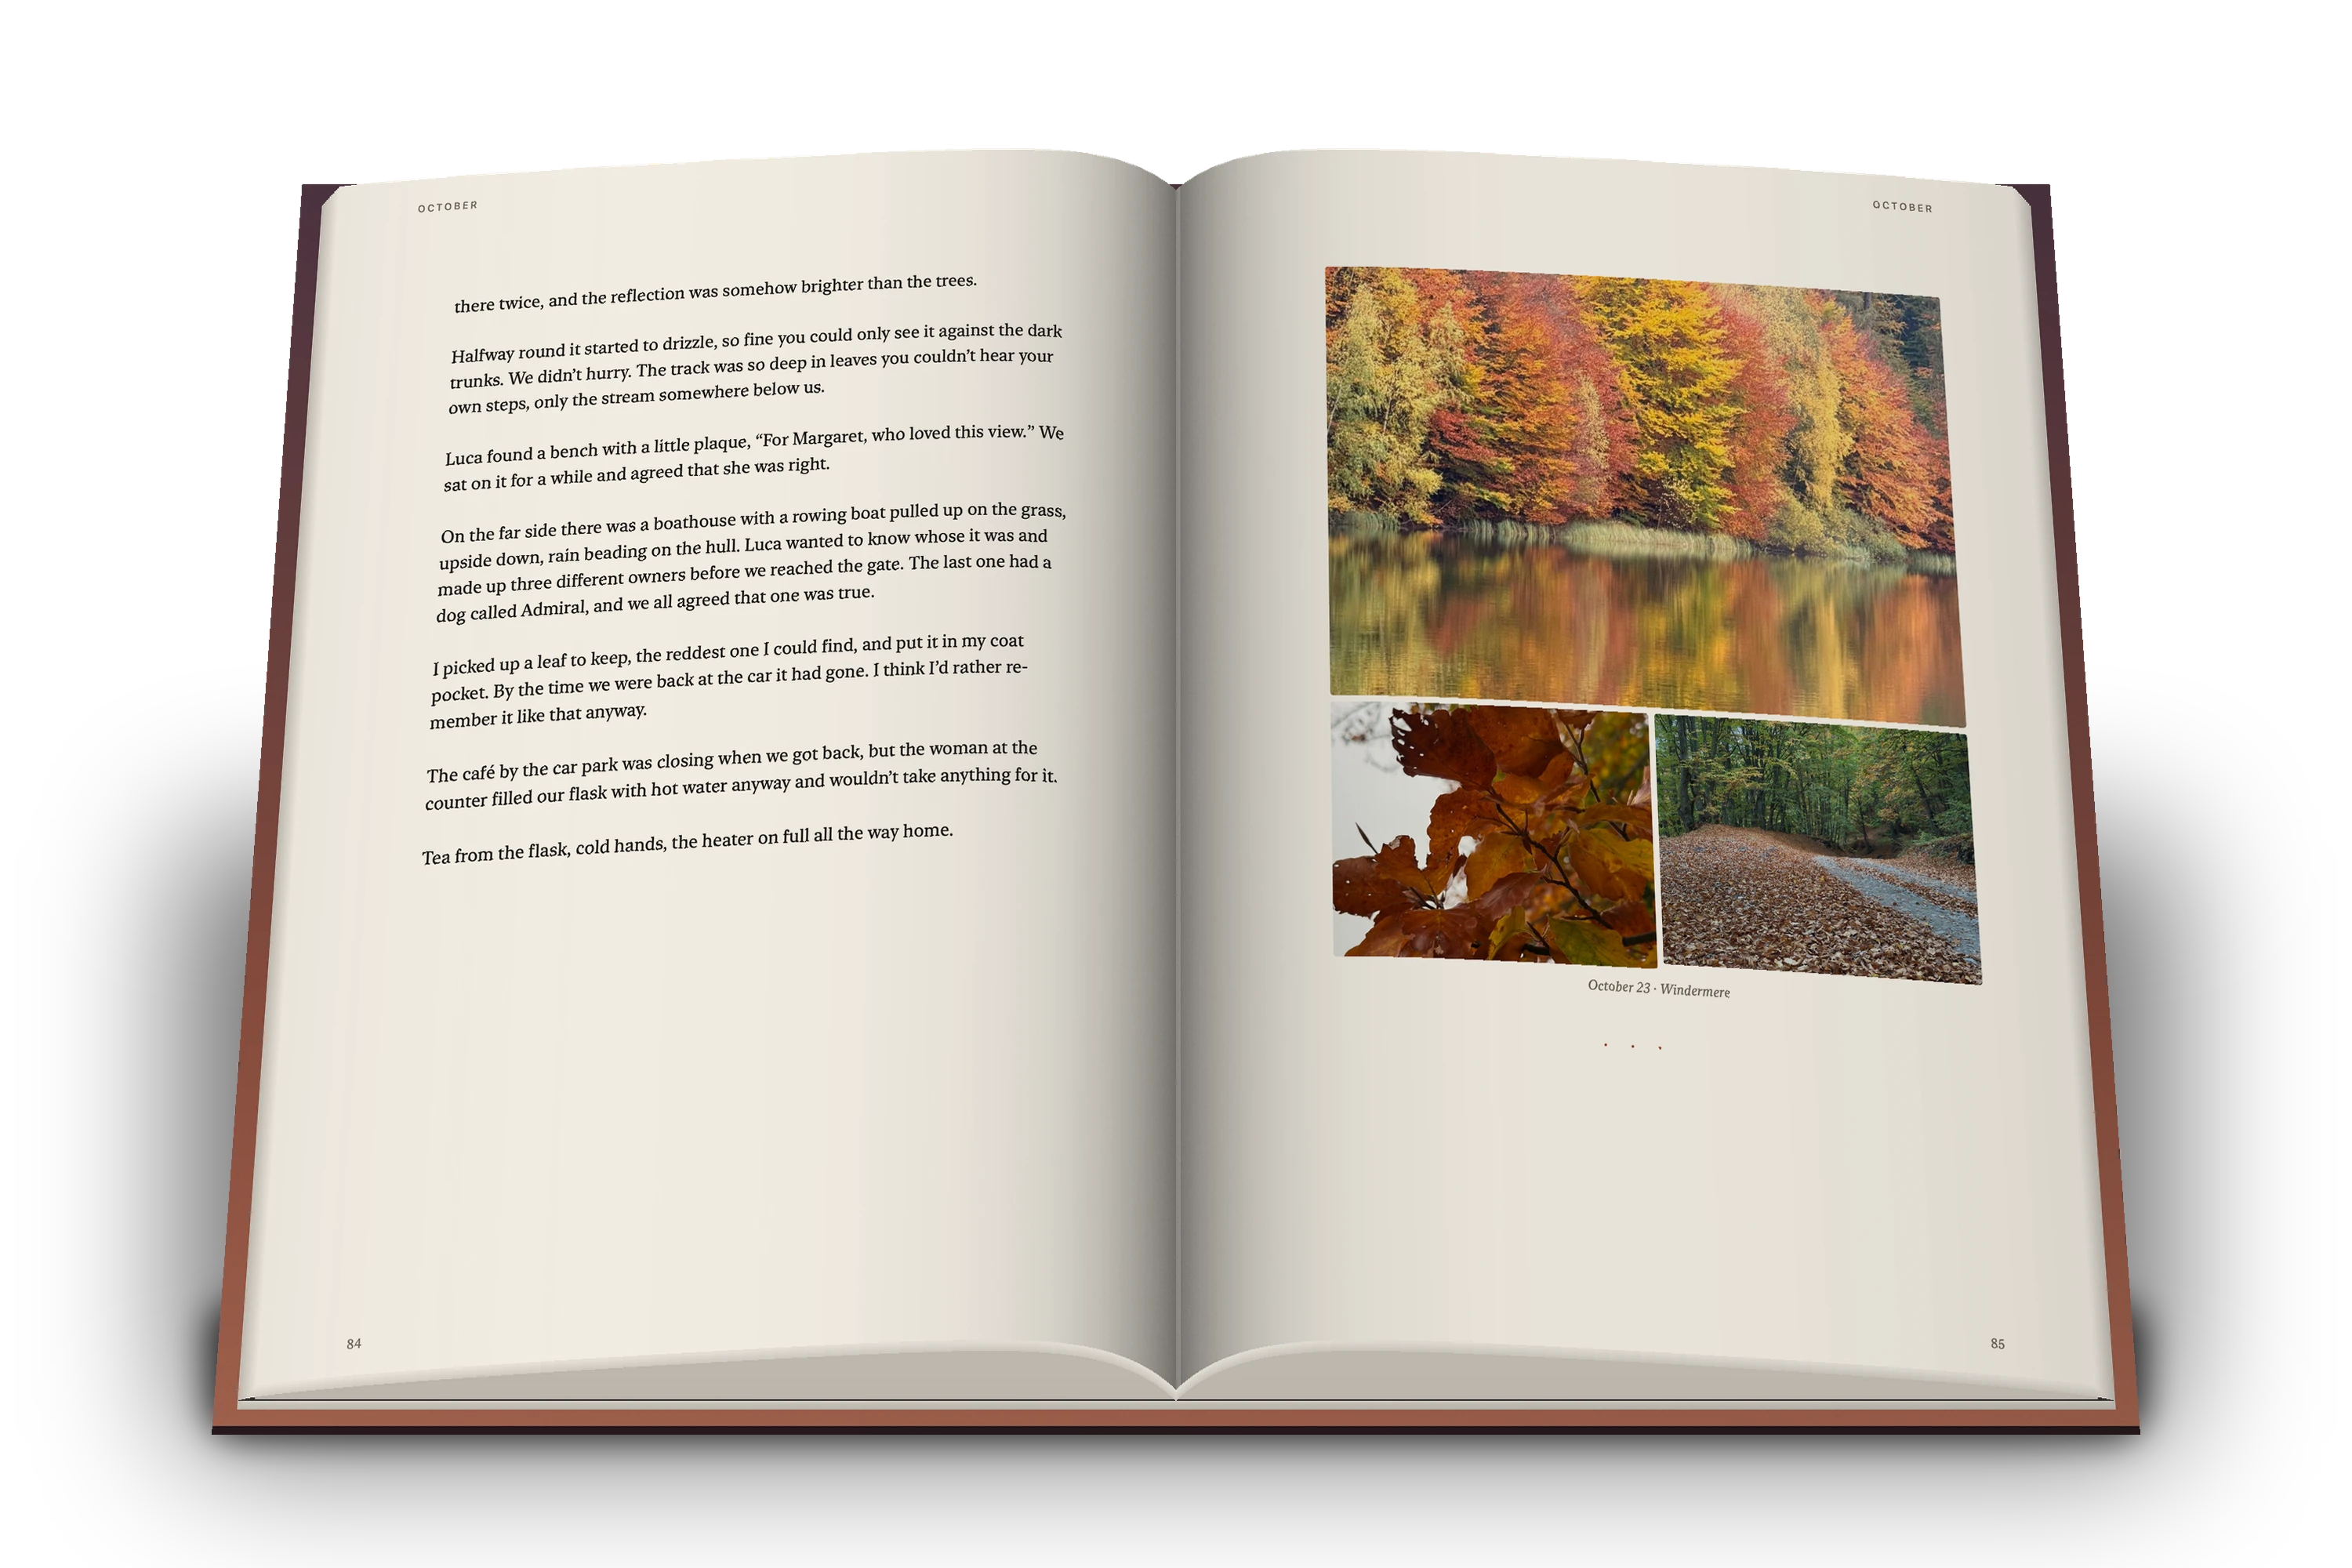 OCTOBER
there twice, and the reflection was somehow brighter than the trees.
Halfway round it started to drizzle, so fine you could only see it against the dark
trunks. We didn’t hurry. The track was so deep in leaves you couldn’t hear your
own steps, only the stream somewhere below us.
Luca found a bench with a little plaque, “For Margaret, who loved this view.” We
sat on it for a while and agreed that she was right.
On the far side there was a boathouse with a rowing boat pulled up on the grass,
upside down, rain beading on the hull. Luca wanted to know whose it was and
made up three different owners before we reached the gate. The last one had a
dog called Admiral, and we all agreed that one was true.
I picked up a leaf to keep, the reddest one I could find, and put it in my coat
pocket. By the time we were back at the car it had gone. I think I’d rather re-
member it like that anyway.
The café by the car park was closing when we got back, but the woman at the
counter filled our flask with hot water anyway and wouldn’t take anything for it.
Tea from the flask, cold hands, the heater on full all the way home.
84
OCTOBER
October 23 · Windermere
· · ·
85